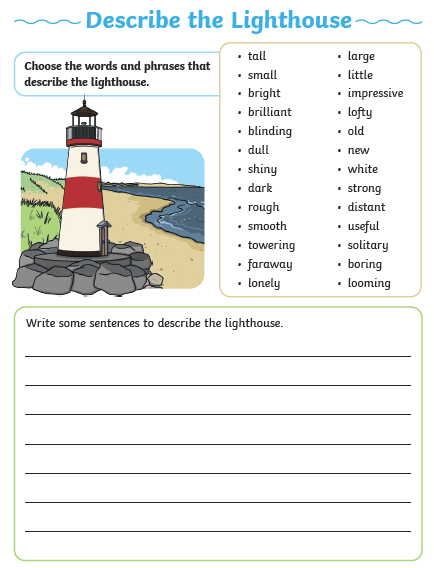 Describe the Lighthouse
Choose the words and phrases that
describe the lighthouse.
• tall
• small
• bright
• brilliant
• blinding
• dull
• shiny
• dark
• rough
• smooth
• towering
• faraway
• lonely
• large
• little
• impressive
• lofty
• old
• new
• white
• strong
• distant
• useful
• solitary
• boring
• looming
Write some sentences to describe the lighthouse.